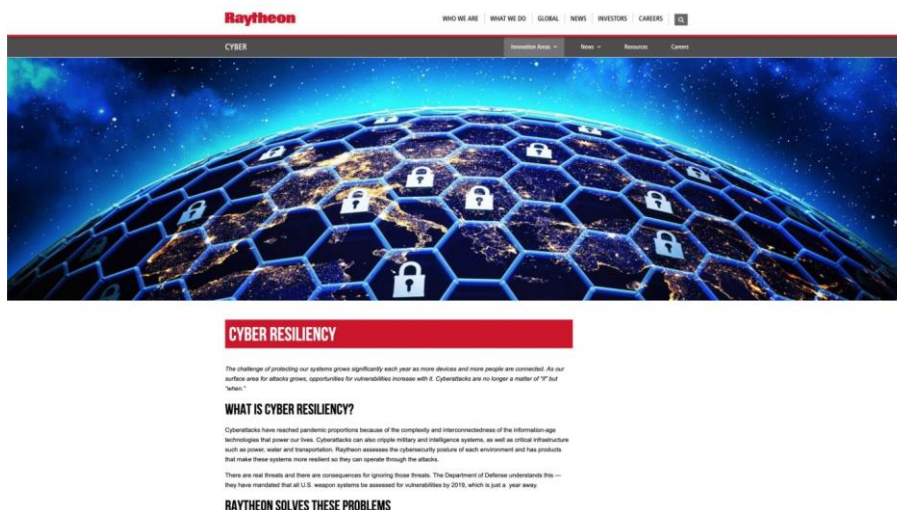 Raytheon
WHO WE ARE WHAT WE DO GLOBAL NEWS INVESTORS CAREERS
CYBER
Innovation Areas News Resources Careers
CYBER RESILIENCY
The challenge of protecting our systems grows significantly each year as more devices and more people are connected. As our
surface area for attacks grows, opportunities for vulnerabilities increase with it. Cyberattacks are no longer a matter of "if" but
"when."
WHAT IS CYBER RESILIENCY?
Cyberattacks have reached pandemic proportions because of the complexity and interconnectedness of the information-age
technologies that power our lives. Cyberattacks can also cripple military and intelligence systems, as well as critical infrastructure
such as power, water and transportation. Raytheon assesses the cybersecurity posture of each environment and has products
that make these systems more resilient so they can operate through the attacks.
There are real threats and there are consequences for ignoring those threats. The Department of Defense understands this —
they have mandated that all U.S. weapon systems be assessed for vulnerabilities by 2019, which is just a year away.
RAYTHEON SOLVES THESE PROBLEMS